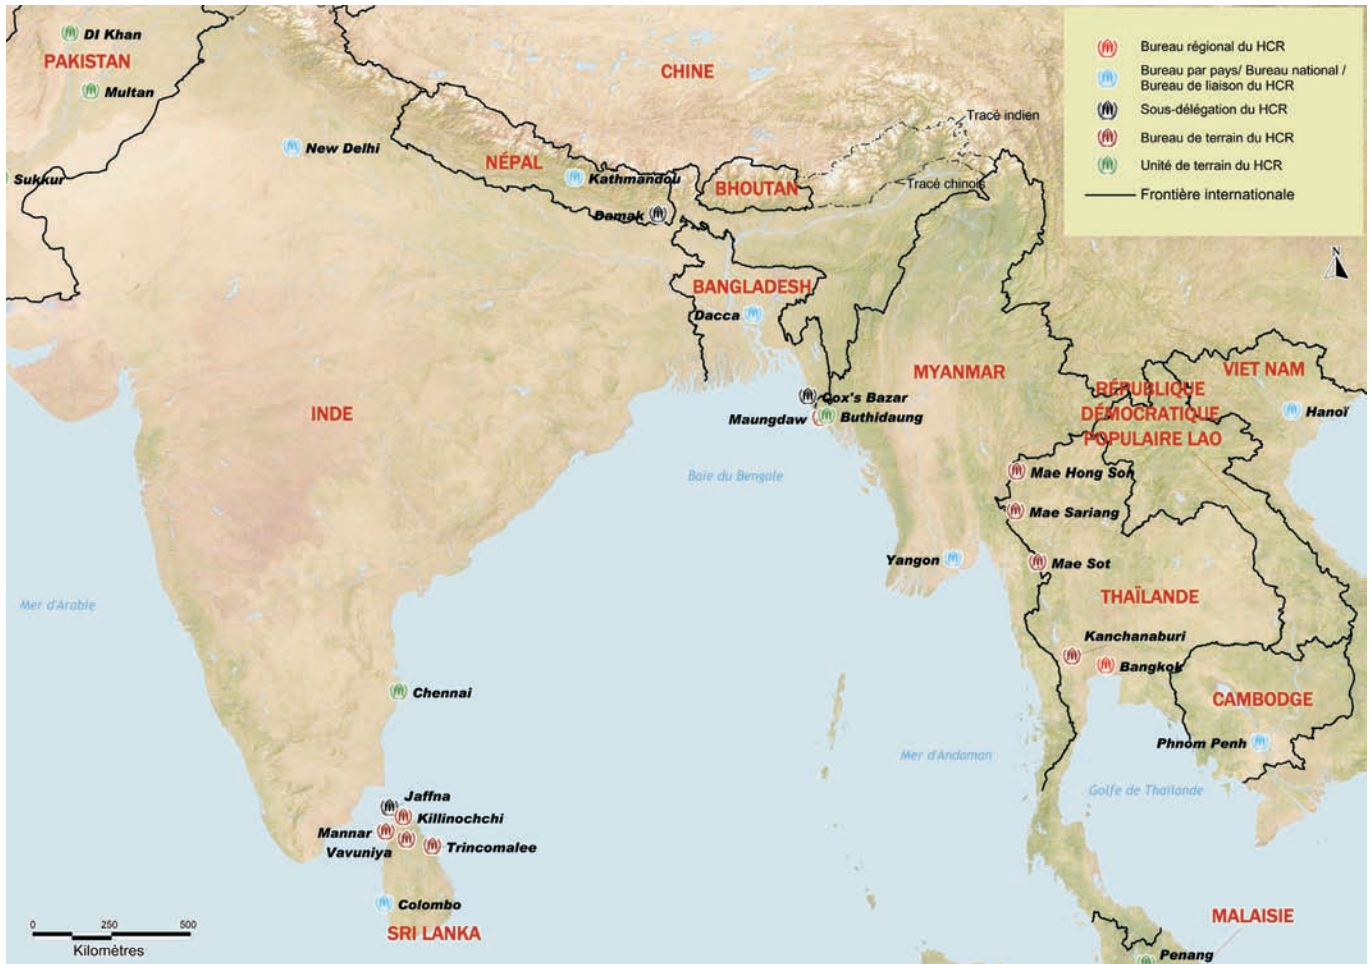 DI Khan
PAKISTAN
Multan
Sukkur
New Delhi
CHINE
NÉPAL
Kathmandou
Damak
BHOUTAN
Tracé indien
Tracé chinois
Bureau régional du HCR
Bureau par pays/ Bureau national /
Bureau de liaison du HCR
Sous-délégation du HCR
Bureau de terrain du HCR
Unité de terrain du HCR
Frontière internationale
N
BANGLADESH
Dacca
INDE
MYANMAR
Cox's Bazar
Maungdaw
Buthidaung
VIET NAM
Hanoï
RÉPUBLIQUE
DÉMOCRATIQUE
POPULAIRE LAO
Baie du Bengale
Mae Hong Son
Mae Sariang
Yangon
Mae Sot
Mer d'Arabie
THAÏLANDE
Kanchanaburi
Bangkok
Chennai
CAMBODGE
Phnom Penh
Mer d'Andaman
Golfe de Thaïlande
Jaffna
Killinochchi
Mannar
Vavuniya
Trincomalee
Colombo
SRI LANKA
MALAISIE
Penang
0 250 500
Kilomètres